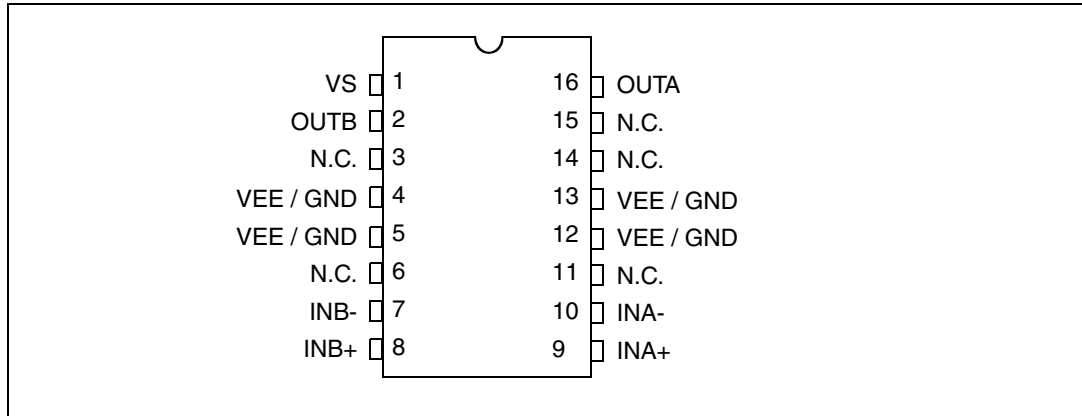 VS 1 16 OUTA
OUTB 2 15 N.C.
N.C. 3 14 N.C.
VEE / GND 4 13 VEE / GND
VEE / GND 5 12 VEE / GND
N.C. 6 11 N.C.
INB- 7 10 INA-
INB+ 8 9 INA+